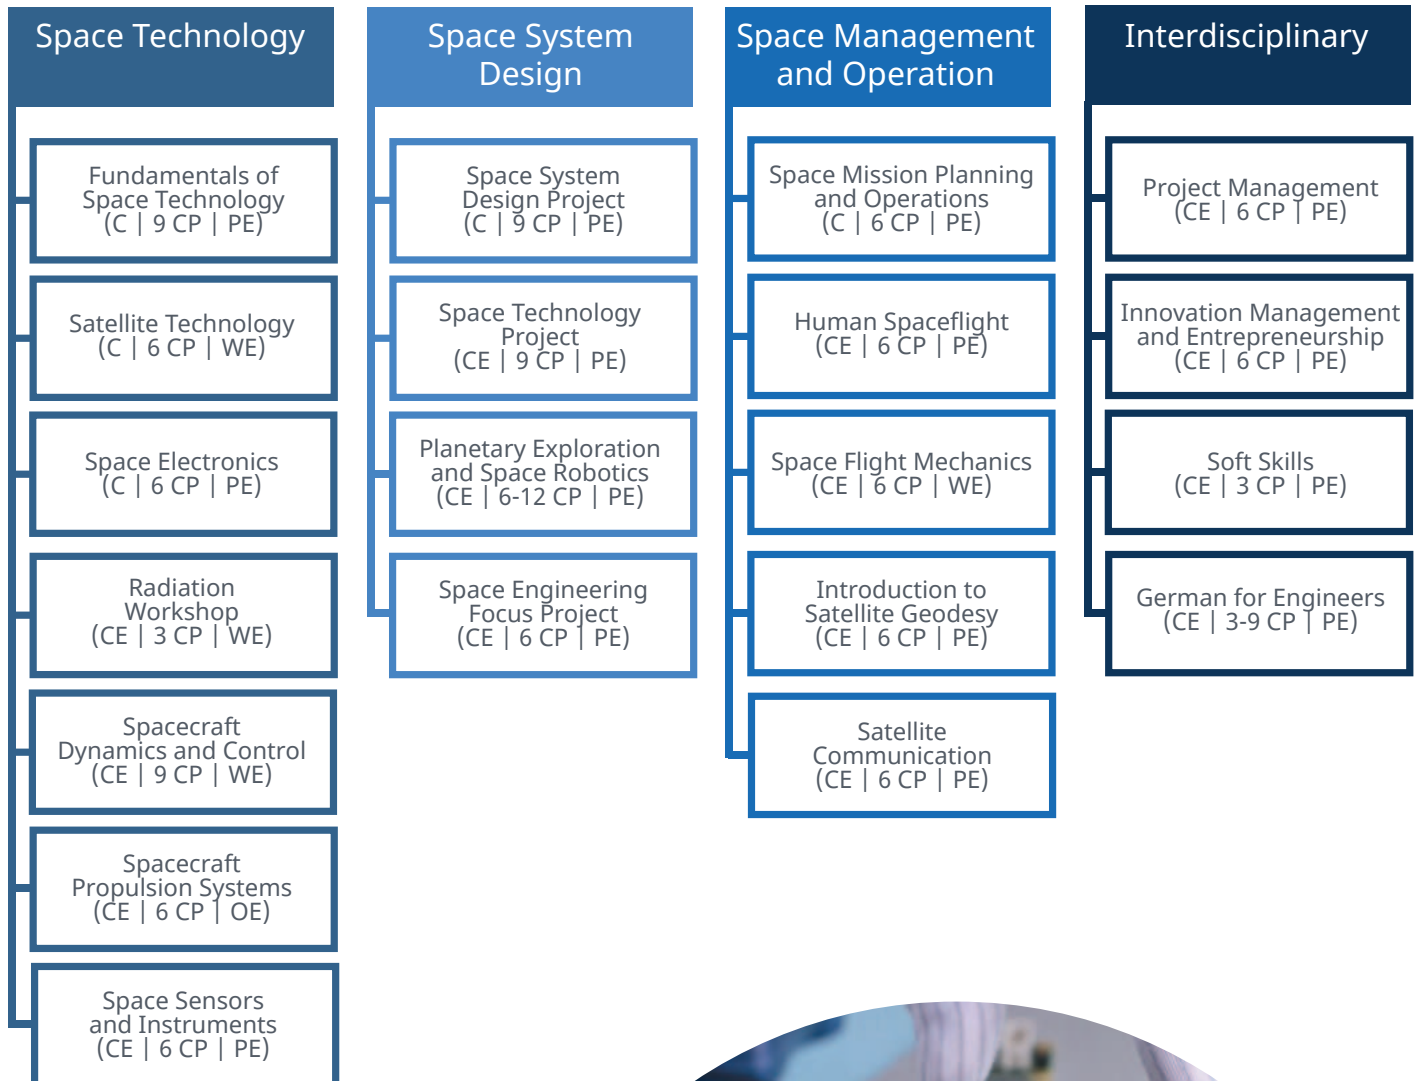 Space Technology
Fundamentals of
Space Technology
(C | 9 CP | PE)
Satellite Technology
(C | 6 CP | WE)
Space Electronics
(C | 6 CP | PE)
Radiation
Workshop
(CE | 3 CP | WE)
Spacecraft
Dynamics and Control
(CE | 9 CP | WE)
Spacecraft
Propulsion Systems
(CE | 6 CP | OE)
Space Sensors
and Instruments
(CE | 6 CP | PE)
Space System
Design
Space System
Design Project
(C | 9 CP | PE)
Space Technology
Project
(CE | 9 CP | PE)
Planetary Exploration
and Space Robotics
(CE | 6-12 CP | PE)
Space Engineering
Focus Project
(CE | 6 CP | PE)
Space Management
and Operation
Space Mission Planning
and Operations
(C | 6 CP | PE)
Human Spaceflight
(CE | 6 CP | PE)
Space Flight Mechanics
(CE | 6 CP | WE)
Introduction to
Satellite Geodesy
(CE | 6 CP | PE)
Satellite
Communication
(CE | 6 CP | PE)
Interdisciplinary
Project Management
(CE | 6 CP | PE)
Innovation Management
and Entrepreneurship
(CE | 6 CP | PE)
Soft Skills
(CE | 3 CP | PE)
German for Engineers
(CE | 3-9 CP | PE)